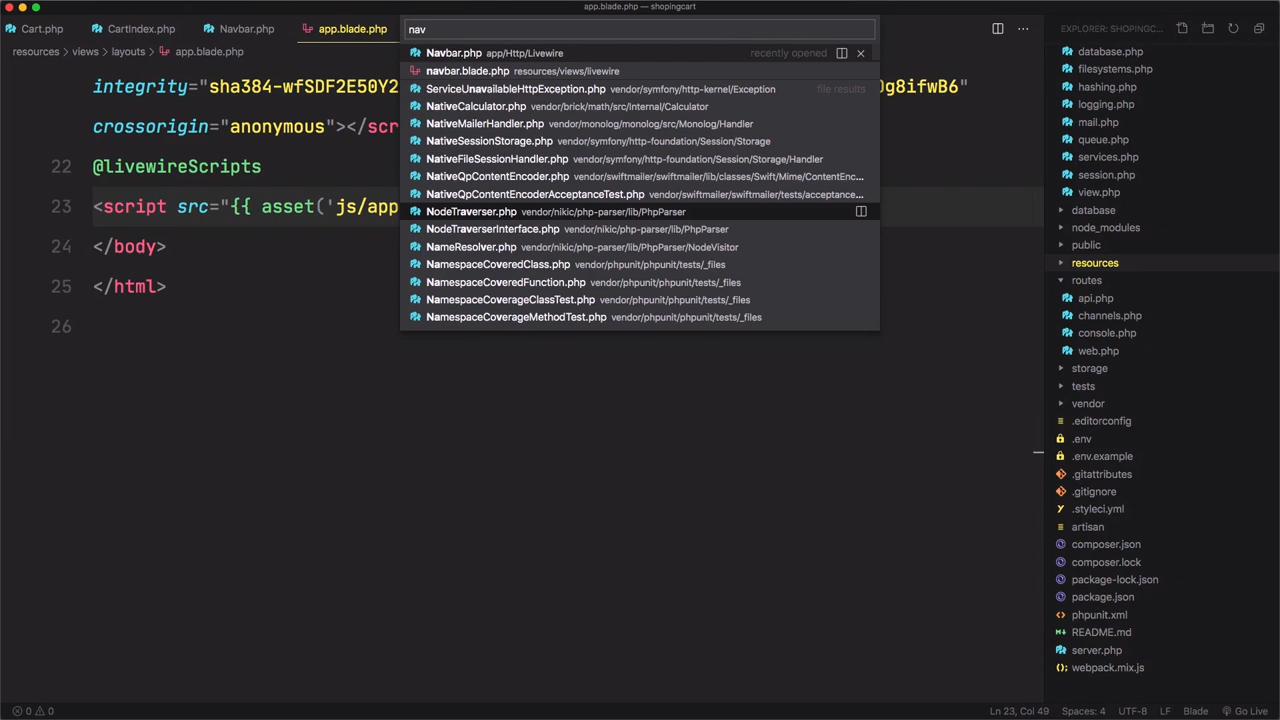 app.blade.php — shopingcart
Cart.php
CartIndex.php
Navbar.php
app.blade.php
resources > views > layouts > app.blade.php
integrity="sha384-wfSDF2E50Y2
0g8ifwB6"
crossorigin="anonymous"></scr
22 @livewireScripts
23 <script src="{{ asset('js/app
24 </body>
25 </html>
26
nav
Navbar.php app/Http/Livewire recently opened
navbar.blade.php resources/views/livewire
ServiceUnavailableHttpException.php vendor/symfony/http-kernel/Exception file results
NativeCalculator.php vendor/brick/math/src/Internal/Calculator
NativeMailerHandler.php vendor/monolog/monolog/src/Monolog/Handler
NativeSessionStorage.php vendor/symfony/http-foundation/Session/Storage
NativeFileSessionHandler.php vendor/symfony/http-foundation/Session/Storage/Handler
NativeQpContentEncoder.php vendor/swiftmailer/swiftmailer/lib/classes/Swift/Mime/ContentEnc...
NativeQpContentEncoderAcceptanceTest.php vendor/swiftmailer/swiftmailer/tests/acceptance...
NodeTraverser.php vendor/nikic/php-parser/lib/PhpParser
NodeTraverserInterface.php vendor/nikic/php-parser/lib/PhpParser
NameResolver.php vendor/nikic/php-parser/lib/PhpParser/NodeVisitor
NamespaceCoveredClass.php vendor/phpunit/phpunit/tests/_files
NamespaceCoveredFunction.php vendor/phpunit/phpunit/tests/_files
NamespaceCoverageClassTest.php vendor/phpunit/phpunit/tests/_files
NamespaceCoverageMethodTest.php vendor/phpunit/phpunit/tests/_files
EXPLORER: SHOPINGC...
database.php
filesystems.php
hashing.php
logging.php
mail.php
queue.php
services.php
session.php
view.php
database
node_modules
public
resources
routes
api.php
channels.php
console.php
web.php
storage
tests
vendor
.editorconfig
.env
.env.example
.gitattributes
.gitignore
.styleci.yml
artisan
composer.json
composer.lock
package-lock.json
package.json
phpunit.xml
README.md
server.php
webpack.mix.js
0 0
Ln 23, Col 49 Spaces: 4 UTF-8 LF Blade Go Live